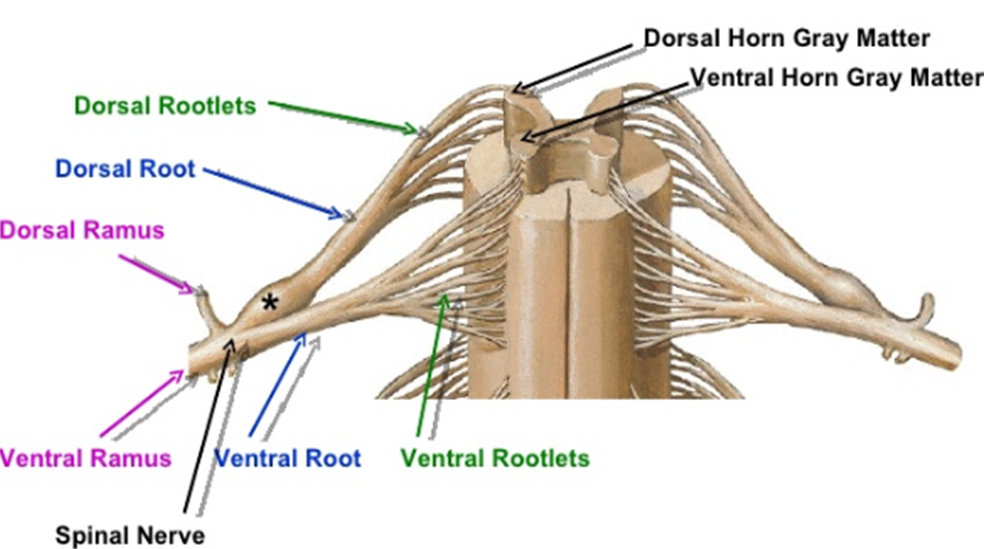 Dorsal Horn Gray Matter
Ventral Horn Gray Matter
Dorsal Rootlets
Dorsal Root
Dorsal Ramus
*
Ventral Ramus
Ventral Root
Ventral Rootlets
Spinal Nerve